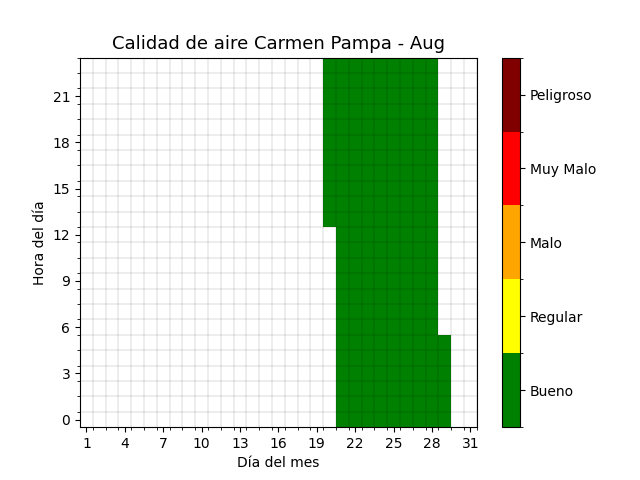 Calidad de aire Carmen Pampa - Aug
Peligroso
Muy Malo
Malo
Regular
Bueno
Hora del día
21
18
15
12
9
6
3
0
1 4 7 10 13 16 19 22 25 28 31
Día del mes